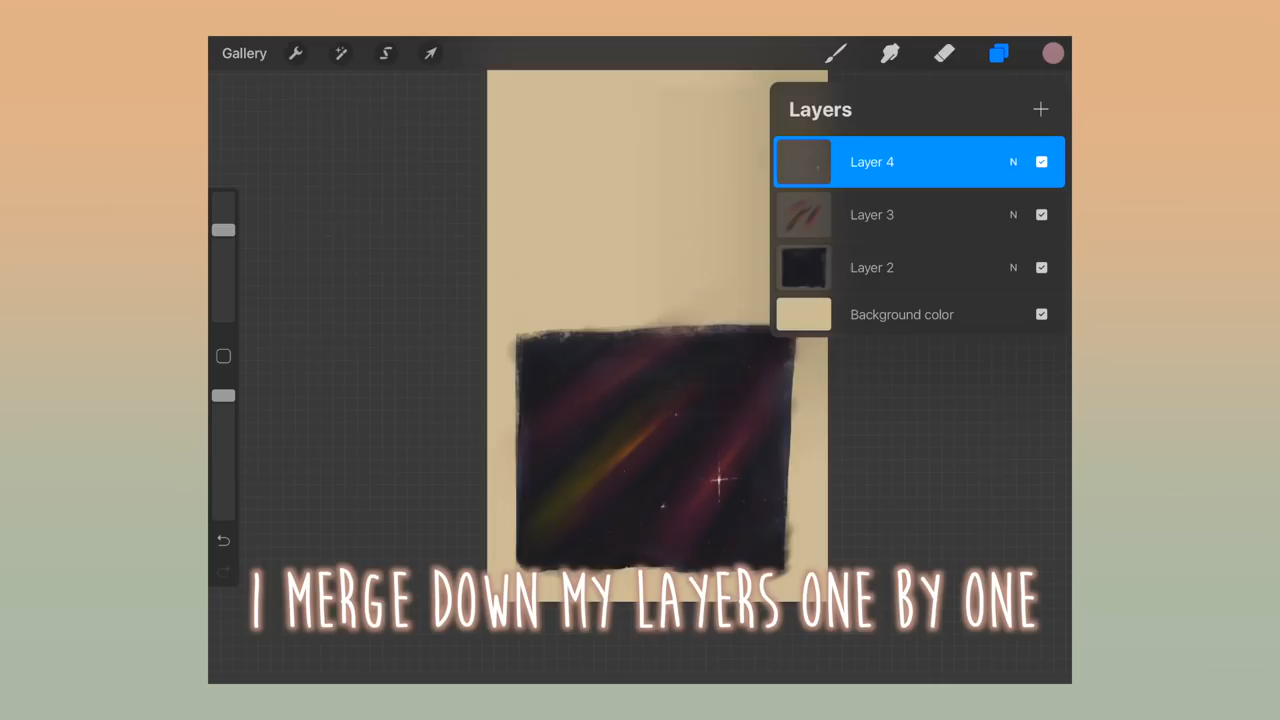 Gallery
Layers
Layer 4 N
Layer 3 N
Layer 2 N
Background color
I MERGE DOWN MY LAYERS ONE BY ONE